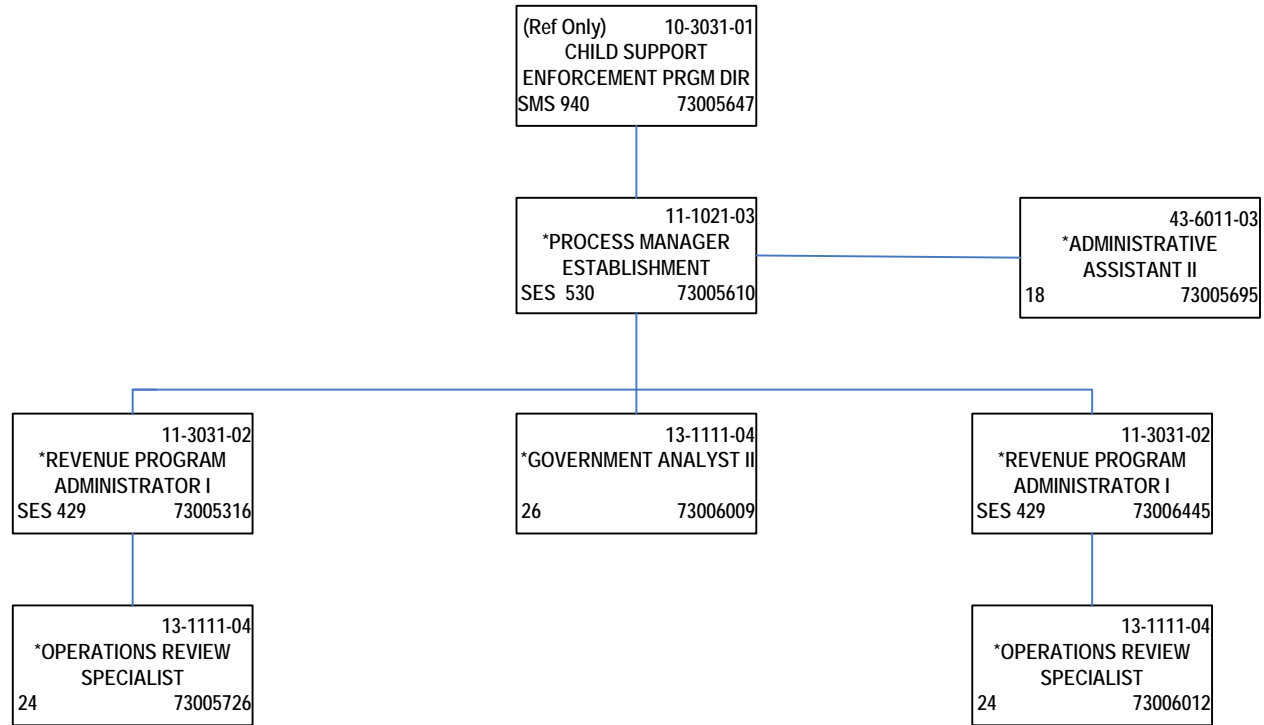 (Ref Only) 10-3031-01
CHILD SUPPORT
ENFORCEMENT PRGM DIR
SMS 940 73005647
11-1021-03
*PROCESS MANAGER
ESTABLISHMENT
SES 530 73005610
43-6011-03
*ADMINISTRATIVE
ASSISTANT II
18 73005695
11-3031-02
*REVENUE PROGRAM
ADMINISTRATOR I
SES 429 73005316
13-1111-04
*GOVERNMENT ANALYST II
26 73006009
11-3031-02
*REVENUE PROGRAM
ADMINISTRATOR I
SES 429 73006445
13-1111-04
*OPERATIONS REVIEW
SPECIALIST
24 73005726
13-1111-04
*OPERATIONS REVIEW
SPECIALIST
24 73006012